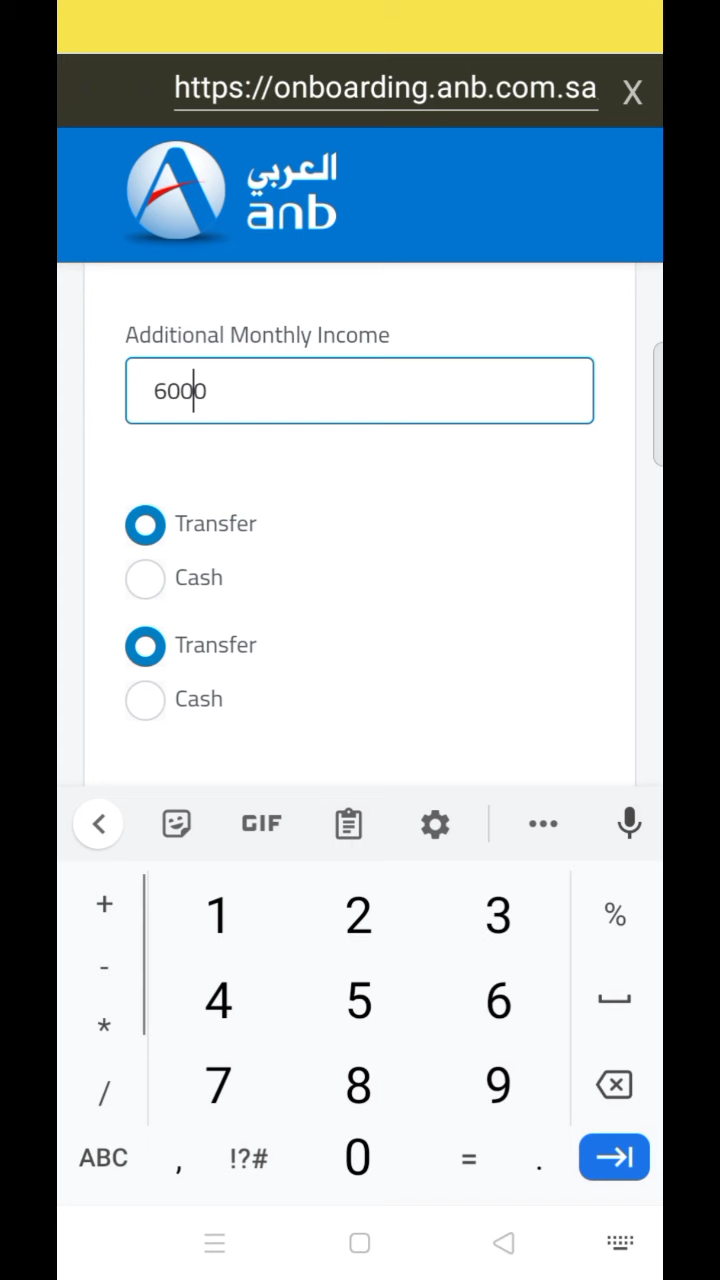 https://onboarding.anb.com.sa X
العربي
anb
Additional Monthly Income
6000
Transfer
Cash
Transfer
Cash
GIF
+ 1 2 3 %
- 4 5 6
*
/ 7 8 9
ABC , !?# 0 = .